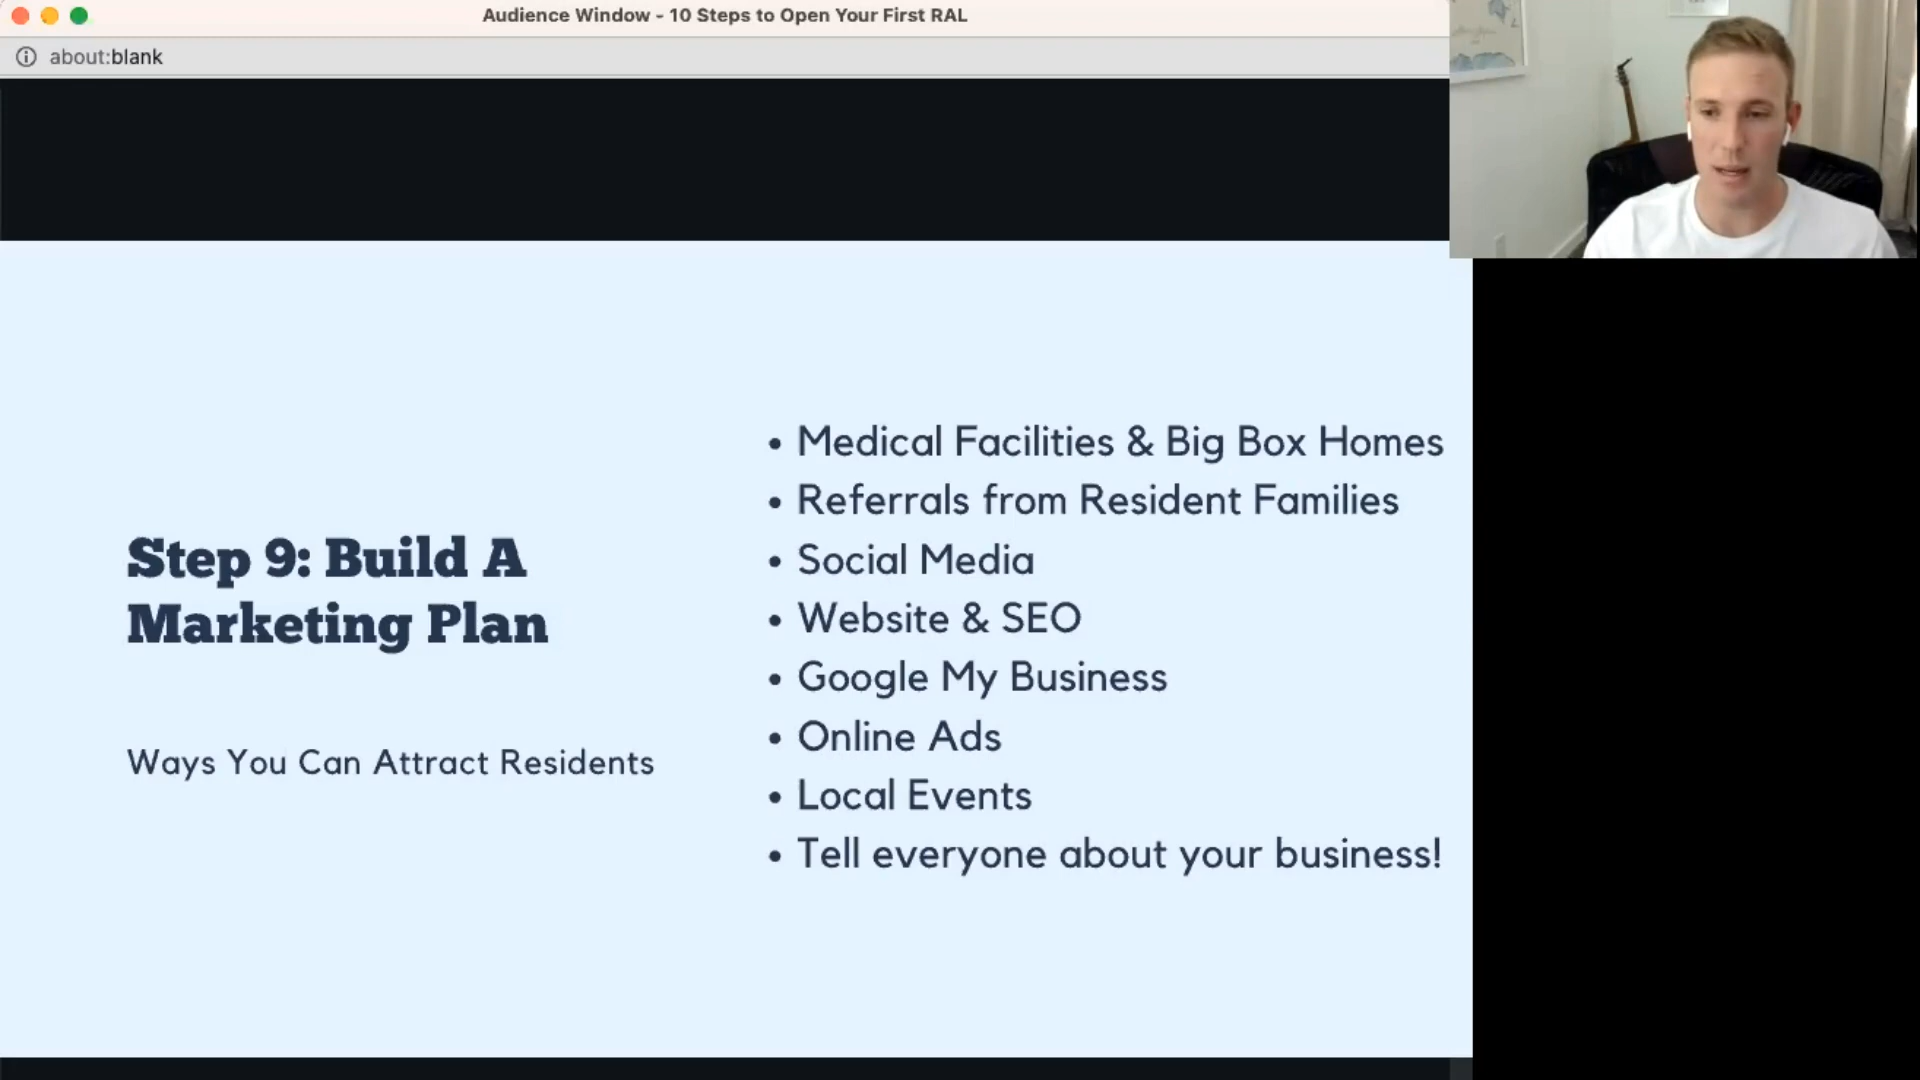 Audience Window - 10 Steps to Open Your First RAL
about:blank
Step 9: Build A
Marketing Plan
Ways You Can Attract Residents
• Medical Facilities & Big Box Homes
• Referrals from Resident Families
• Social Media
• Website & SEO
• Google My Business
• Online Ads
• Local Events
• Tell everyone about your business!